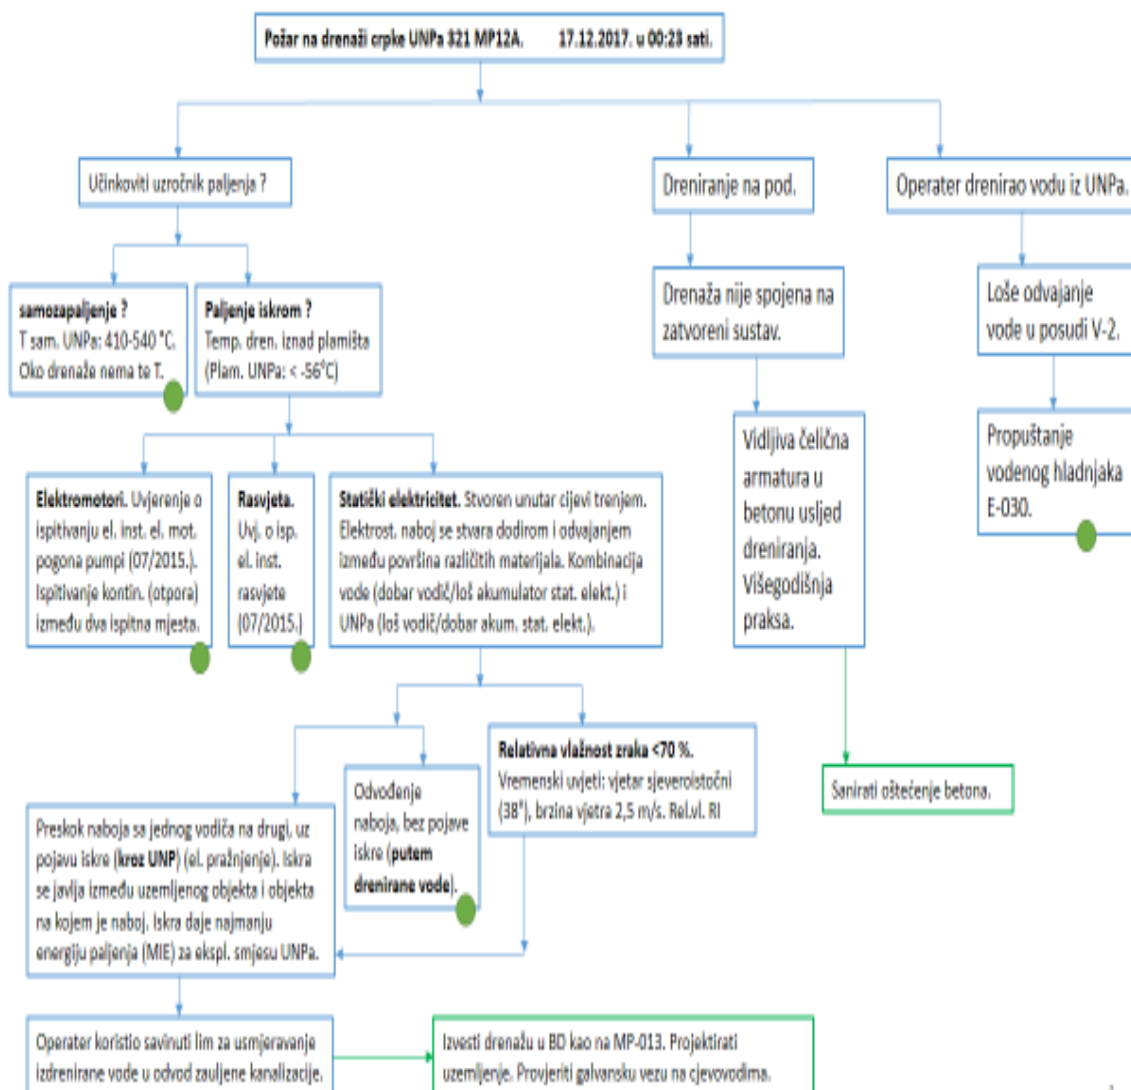 Požar na drenaži crpke UNPa 321 MP12A. 17.12.2017. u 00:23 sati.
Učinkoviti uzročnik paljenja ?
Dreniranje na pod.
Operater drenirao vodu iz UNPa.
samozapaljenje ?
T sam. UNPa: 410-540 °C.
Oko drenaže nema te T.
Paljenje iskrom ?
Temp. dren. iznad plamišta
(Plam. UNPa: < -56°C)
Drenaža nije spojena na
zatvoreni sustav.
Loše odvajanje
vode u posudi V-2.
Elektromotori. Uvjerenje o
ispitivanju el. inst. el. mot.
pogona pumpi (07/2015.).
Ispitivanje kontin. (otpora)
između dva ispitna mjesta.
Rasvjeta.
Uvj. o isp.
el. inst.
rasvjete
(07/2015.)
Statički elektricitet. Stvoren unutar cijevi trenjem.
Elektrost. naboj se stvara dodirom i odvajanjem
između površina različitih materijala. Kombinacija
vode (dobar vodič/loš akumulator stat. elekt.) i
UNPa (loš vodič/dobar akum. stat. elekt.).
Vidljiva čelična
armatura u
betonu usljed
dreniranja.
Višegodišnja
praksa.
Propuštanje
vodenog hladnjaka
E-030.
Preskok naboja sa jednog vodiča na drugi, uz
pojavu iskre (kroz UNP) (el. pražnjenje). Iskra
se javlja između uzemljenog objekta i objekta
na kojem je naboj. Iskra daje najmanju
energiju paljenja (MIE) za ekspl. smjesu UNPa.
Odvođenje
naboja, bez pojave
iskre (putem
drenirane vode).
Relativna vlažnost zraka <70 %.
Vremenski uvjeti: vjetar sjeveroistočni
(38°), brzina vjetra 2,5 m/s. Rel.vl. RI
Sanirati oštećenje betona.
Operater koristio savinuti lim za usmjeravanje
izdrenirane vode u odvod zauljene kanalizacije.
Izvesti drenažu u BD kao na MP-013. Projektirati
uzemljenje. Provjeriti galvansku vezu na cjevovodima.